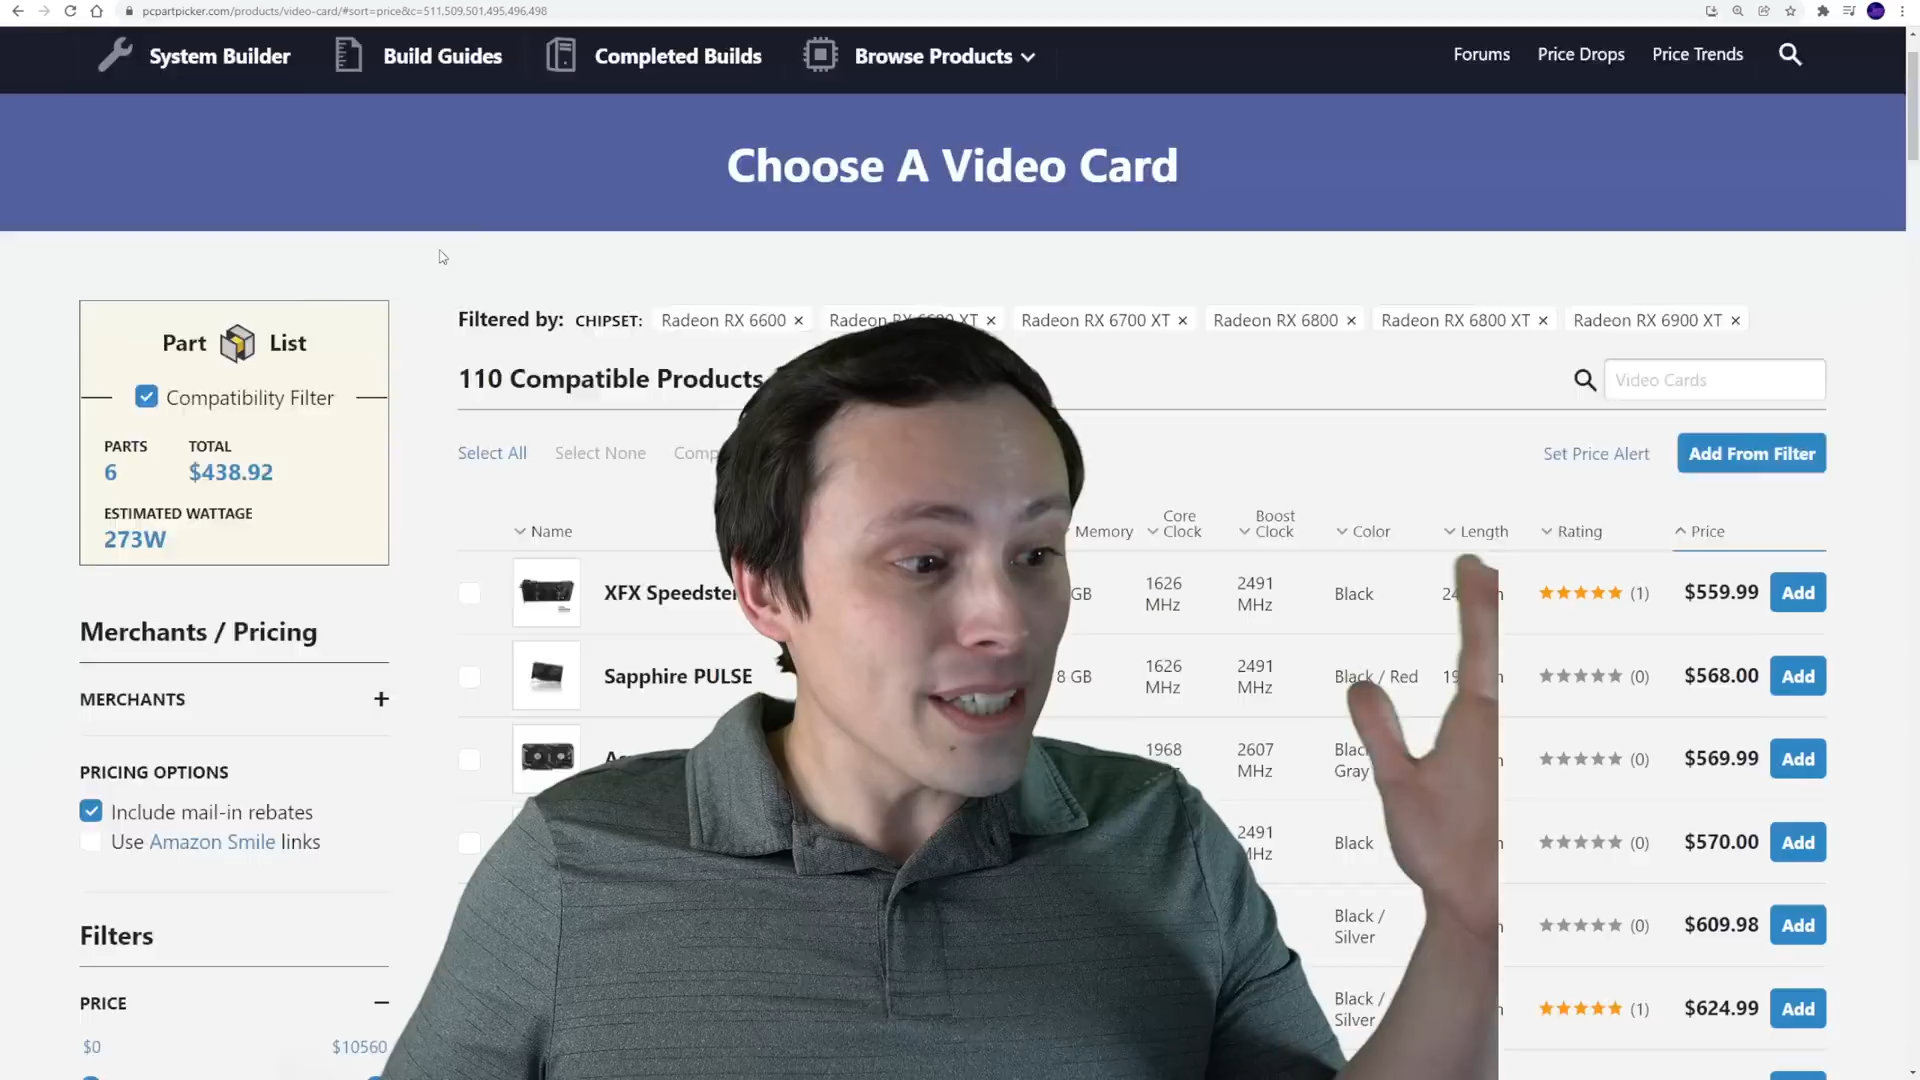 pcpartpicker.com/products/video-card/#sort=price&c=511,509,501,495,496,498
System Builder Build Guides Completed Builds Browse Products Forums Price Drops Price Trends
Choose A Video Card
Part List
Compatibility Filter
PARTS TOTAL
6 $438.92
ESTIMATED WATTAGE
273W
Merchants / Pricing
MERCHANTS +
PRICING OPTIONS
Include mail-in rebates
Use Amazon Smile links
Filters
PRICE
$0 $10560
Filtered by: CHIPSET: Radeon RX 6600 × Radeon XT × Radeon RX 6700 XT × Radeon RX 6800 × Radeon RX 6800 XT × Radeon RX 6900 XT ×
110 Compatible Products
Video Cards
Select All Select None Set Price Alert Add From Filter
Name Memory Core Clock Boost Clock Color Length Rating Price
XFX Speedster GB 1626 MHz 2491 MHz Black (1) $559.99 Add
Sapphire PULSE 8 GB 1626 MHz 2491 MHz Black / Red (0) $568.00 Add
1968 2607 MHz Gray (0) $569.99 Add
2491 MHz Black (0) $570.00 Add
Black / Silver (0) $609.98 Add
Black / Silver (1) $624.99 Add